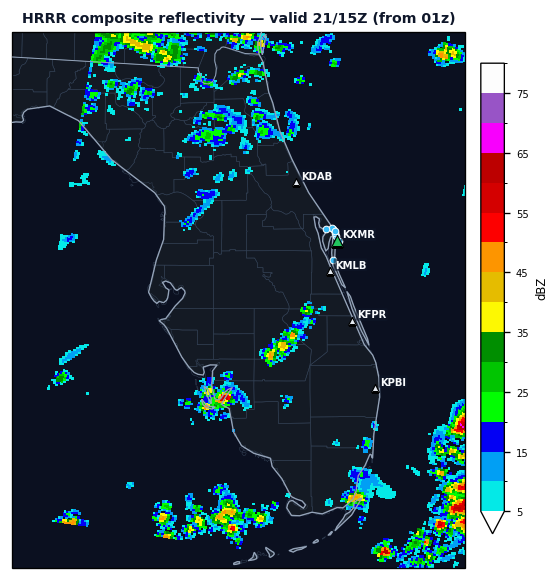 HRRR composite reflectivity — valid 21/15Z (from 01z)
KDAB
KXMR
KMLB
KFPR
KPBI
75
65
55
45
35
25
15
5
dBZ